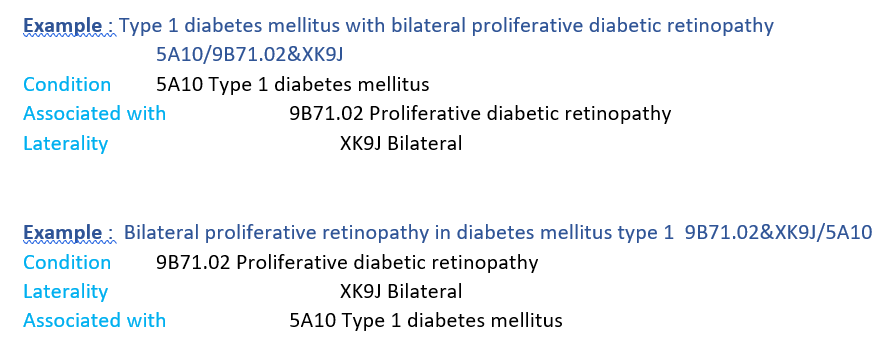 Example : Type 1 diabetes mellitus with bilateral proliferative diabetic retinopathy
5A10/9B71.02&XK9J
Condition 5A10 Type 1 diabetes mellitus
Associated with 9B71.02 Proliferative diabetic retinopathy
Laterality XK9J Bilateral
Example : Bilateral proliferative retinopathy in diabetes mellitus type 1 9B71.02&XK9J/5A10
Condition 9B71.02 Proliferative diabetic retinopathy
Laterality XK9J Bilateral
Associated with 5A10 Type 1 diabetes mellitus